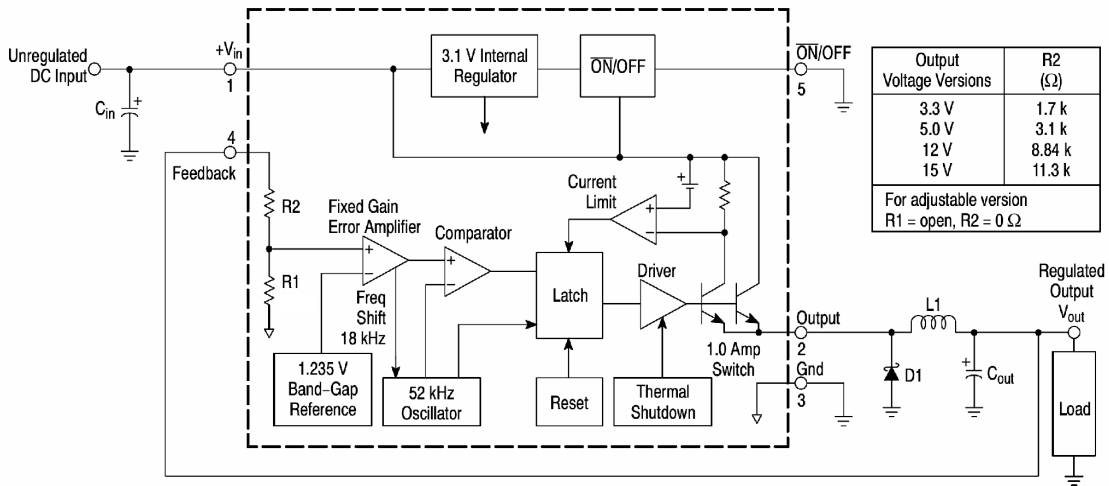 Unregulated
DC Input
+Vin
1
Cin
+
4
Feedback
3.1 V Internal
Regulator
ON/OFF
ON/OFF
5
Output
Voltage Versions
R2
(Ω)
3.3 V
1.7 k
5.0 V
3.1 k
12 V
8.84 k
15 V
11.3 k
For adjustable version
R1 = open, R2 = 0 Ω
R2
R1
Fixed Gain
Error Amplifier
+
−
Comparator
+
−
Current
Limit
+
−
+
Freq
Shift
18 kHz
Latch
Driver
1.235 V
Band−Gap
Reference
52 kHz
Oscillator
Reset
Thermal
Shutdown
1.0 Amp
Switch
Output
2
Gnd
3
D1
L1
+
Cout
Regulated
Output
Vout
Load